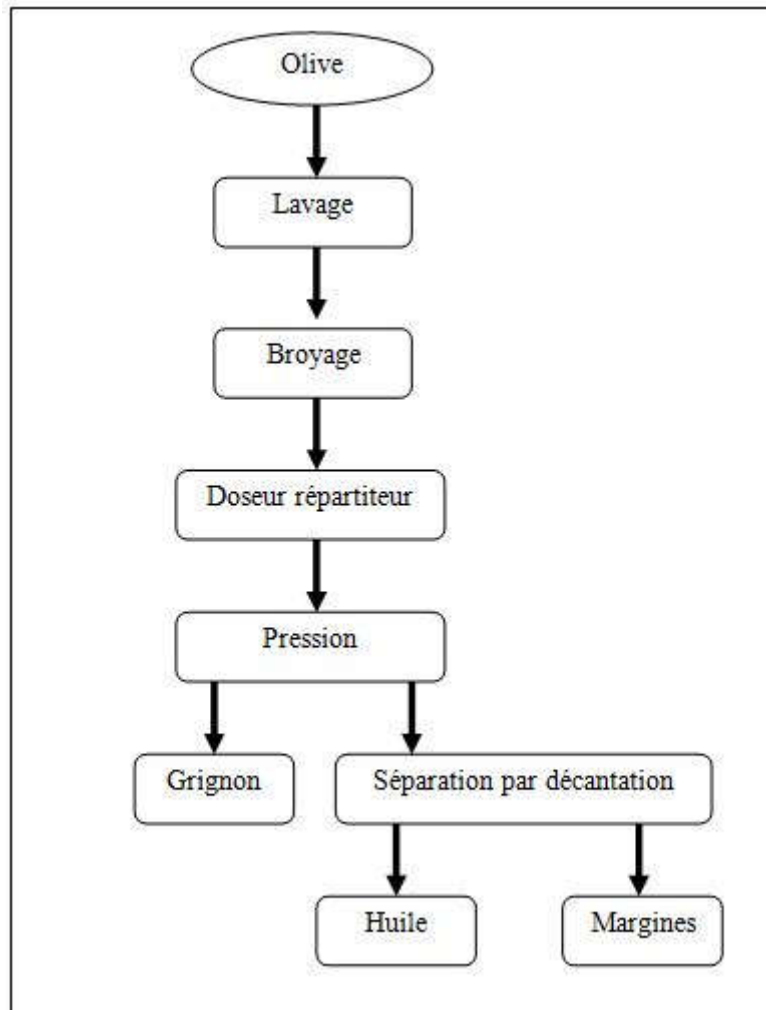 Olive
Lavage
Broyage
Doseur répartiteur
Pression
Grignon
Séparation par décantation
Huile
Margines